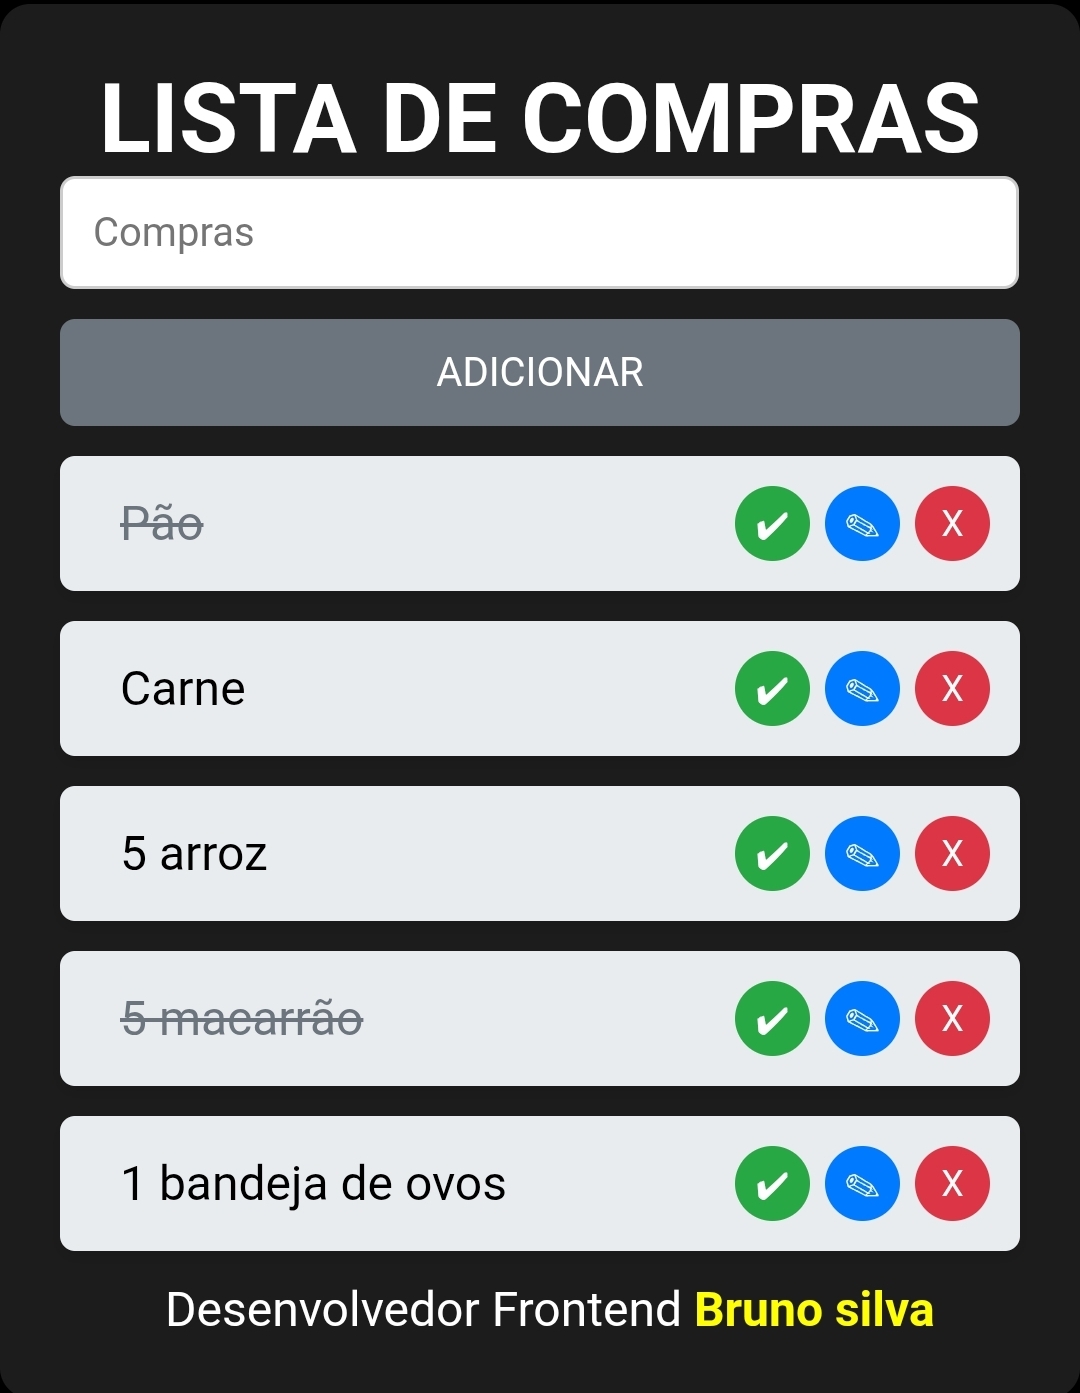 LISTA DE COMPRAS
Compras
ADICIONAR
Pão ✔ ✎ X
Carne ✔ ✎ X
5 arroz ✔ ✎ X
5 macarrão ✔ ✎ X
1 bandeja de ovos ✔ ✎ X
Desenvolvedor Frontend Bruno silva